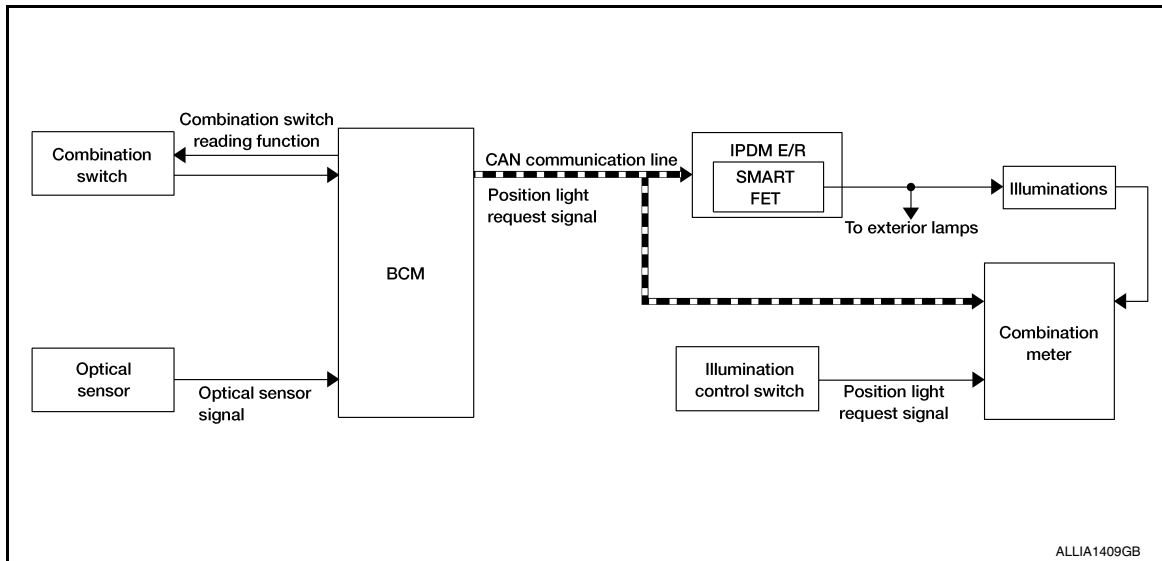 Combination switch
reading function
Combination
switch
CAN communication line
Position light
request signal
IPDM E/R
SMART
FET
Illuminations
To exterior lamps
BCM
Combination
meter
Optical
sensor
Optical sensor
signal
Illumination
control switch
Position light
request signal
ALLIA1409GB